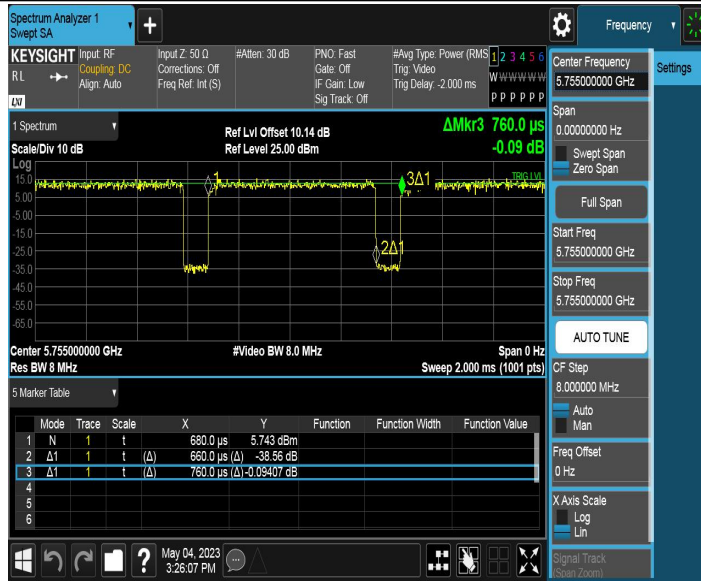 Spectrum Analyzer 1
Swept SA
+
Frequency
KEYSIGHT
RL
LXI
Input: RF
Coupling: DC
Align: Auto
Input Z: 50 Ω
Corrections: Off
Freq Ref: Int (S)
#Atten: 30 dB
PNO: Fast
Gate: Off
IF Gain: Low
Sig Track: Off
#Avg Type: Power (RMS
Trig: Video
Trig Delay: -2.000 ms
1 2 3 4 5 6
W W W W W W
P P P P P P
Center Frequency
5.755000000 GHz
Settings
Span
0.00000000 Hz
Swept Span
Zero Span
Full Span
Start Freq
5.755000000 GHz
Stop Freq
5.755000000 GHz
AUTO TUNE
CF Step
8.000000 MHz
Auto
Man
Freq Offset
0 Hz
X Axis Scale
Log
Lin
Signal Track
(Span Zoom)
1 Spectrum
Scale/Div 10 dB
Ref Lvl Offset 10.14 dB
Ref Level 25.00 dBm
ΔMkr3 760.0 µs
-0.09 dB
Log
15.0
5.00
-5.00
-15.0
-25.0
-35.0
-45.0
-55.0
-65.0
1
3Δ1
TRIG LVL
2Δ1
Center 5.755000000 GHz
Res BW 8 MHz
#Video BW 8.0 MHz
Span 0 Hz
Sweep 2.000 ms (1001 pts)
5 Marker Table
Mode Trace Scale X Y Function Function Width Function Value
1 N 1 t 680.0 µs 5.743 dBm
2 Δ1 1 t (Δ) 660.0 µs (Δ) -38.56 dB
3 Δ1 1 t (Δ) 760.0 µs (Δ) -0.09407 dB
4
5
6
?
May 04, 2023
3:26:07 PM